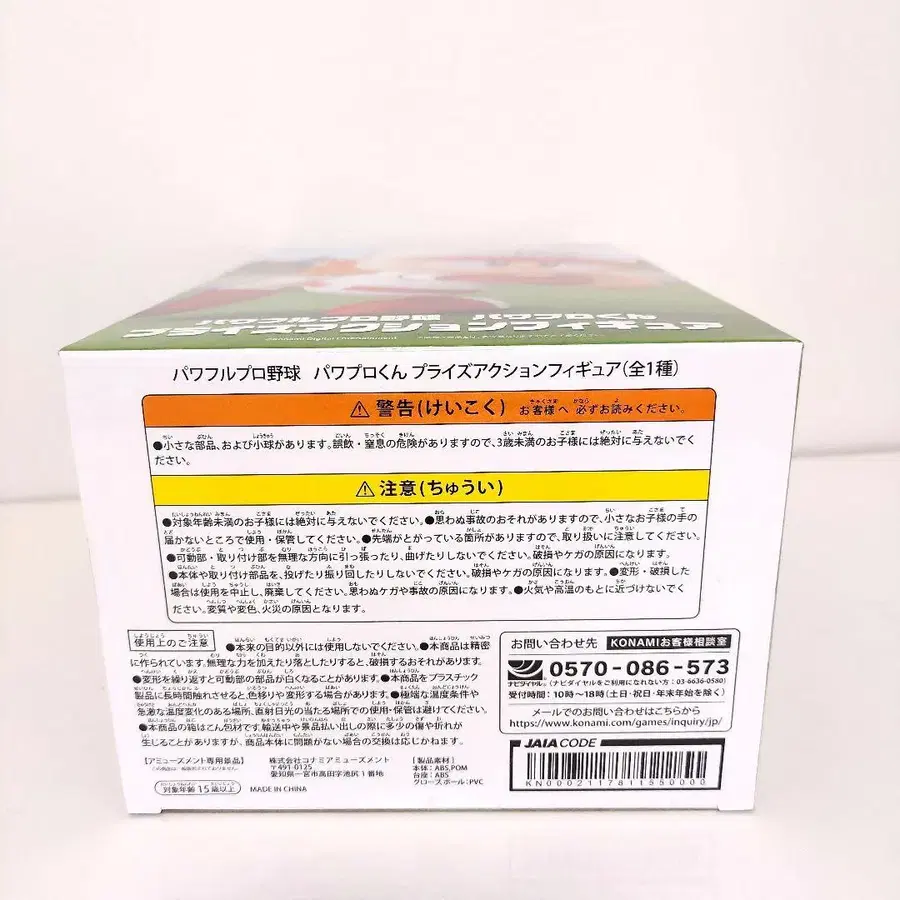 プライズアクションフィギュア
パワフルプロ野球 パワプロくん プライズアクションフィギュア(全1種)
⚠ 警告(けいこく) お客様へ 必ずお読みください。
●小さな部品、および小球があります。誤飲・窒息の危険がありますので、3歳未満のお子様には絶対に与えないでく
ださい。
⚠ 注意(ちゅうい)
●対象年齢未満のお子様には絶対に与えないでください。●思わぬ事故のおそれがありますので、小さなお子様の手の
届かないところで使用・保管してください。●先端がとがっている箇所がありますので、取り扱いに注意してください。
●可動部・取り付け部を無理な方向に引っ張ったり、曲げたりしないでください。破損やケガの原因になります。
●本体や取り付け部品を、投げたり振り回したりしないでください。破損やケガの原因になります。●変形・破損した
場合は使用を中止し、廃棄してください。思わぬケガや事故の原因になります。●火気や高温のもとに近づけないでく
ださい。変質や変色、火災の原因となります。
使用上のご注意
●本来の目的以外には使用しないでください。●本商品は精密
に作られています。無理な力を加えたり落としたりすると、破損するおそれがあります。
●変形を繰り返すと可動部の部品が白くなることがあります。●本商品をプラスチック
製品に長時間触れさせると、色移りや変形する場合があります。●極端な温度条件や
急激な温度変化のある場所、直射日光の当たる場所での使用・保管は避けてください。
●本商品の箱はこん包材です。輸送中や景品払い出しの際に多少の傷や折れが
生じることがありますが、商品本体に問題がない場合の交換は応じかねます。
お問い合わせ先 KONAMIお客様相談室
ナビダイヤル 0570-086-573
(ナビダイヤルをご利用になれない方:03-6636-0580)
受付時間:10時~18時(土日・祝日・年末年始を除く)
メールでのお問い合わせはこちらから
https://www.konami.com/games/inquiry/jp/
【アミューズメント専用景品】
対象年齢 15歳以上
株式会社コナミアミューズメント
〒491-0125
愛知県一宮市高田字池尻1番地
MADE IN CHINA
【製品素材】
本体:ABS,POM
台座:ABS
グローブ・ボール:PVC
JAIA CODE
KN00021178115500​00